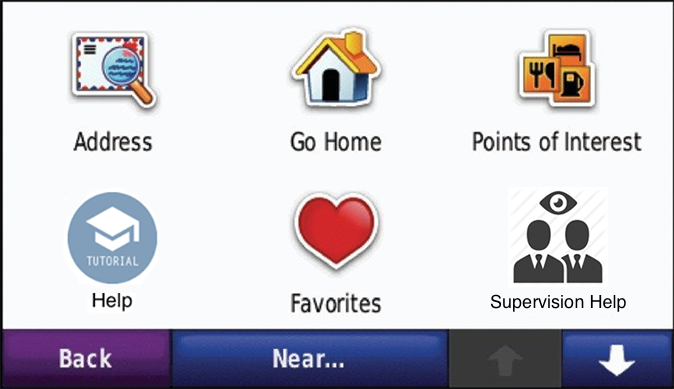 Address
Go Home
Points of Interest
TUTORIAL
Help
Favorites
Supervision Help
Back
Near...